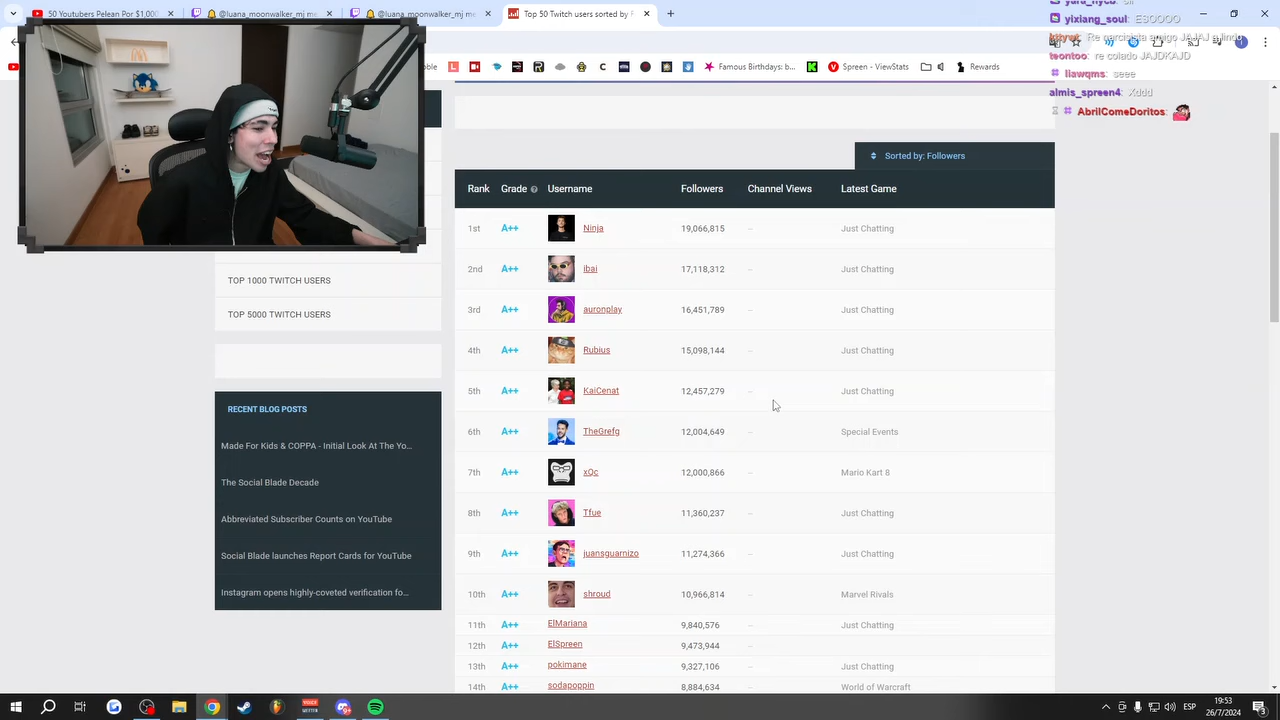 50 Youtubers Pelean Por $1,000
@luana_moonwalker_mj me
@luana_moonwalker_mj me
Top 100 Twitch users sorted by
Famous Birthdays:
Spreen - ViewStats
Rewards
yixiang_soul: ESOOOO
Re narcisista amigo JAJAJ
teontoo: re colado JAJDKAJD
liawqms: seee
almis_spreen4: Xddd
AbrilComeDoritos:
Sorted by: Followers
Rank Grade Username Followers Channel Views Latest Game
1st A++ Ninja 19,066,815 Just Chatting
2nd A++ ibai 17,118,312 -- Just Chatting
3rd A++ auronplay 16,451,789 -- Just Chatting
4th A++ Rubius 15,098,144 -- Just Chatting
5th A++ KaiCenat 12,457,279 -- Just Chatting
6th A++ TheGrefg 12,004,649 -- Special Events
7th A++ xQc 12,000,866 -- Mario Kart 8
8th A++ Tfue 11,360,237 -- Just Chatting
9th A++ juansguarnizo -- Just Chatting
10th A++ shroud -- Marvel Rivals
11th A++ ElMariana 9,840,576 -- Just Chatting
12th A++ ElSpreen 9,473,944 --
13th A++ pokimane 9,327,106 -- Just Chatting
14th A++ sodapoppin 8,884,634 World of Warcraft
TOP 1000 TWITCH USERS
TOP 5000 TWITCH USERS
RECENT BLOG POSTS
Made For Kids & COPPA - Initial Look At The Yo...
The Social Blade Decade
Abbreviated Subscriber Counts on YouTube
Social Blade launches Report Cards for YouTube
Instagram opens highly-coveted verification fo...
ESP
19:53
26/7/2024